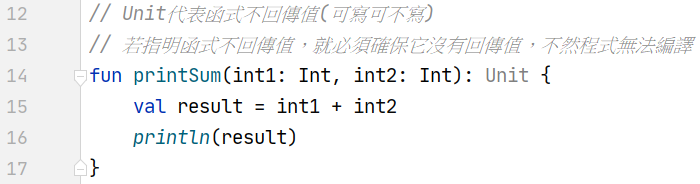 12 // Unit代表函式不回傳值(可寫可不寫)
13 // 若指明函式不回傳值，就必須確保它沒有回傳值，不然程式無法編譯
14 fun printSum(int1: Int, int2: Int): Unit {
15 val result = int1 + int2
16 println(result)
17 }